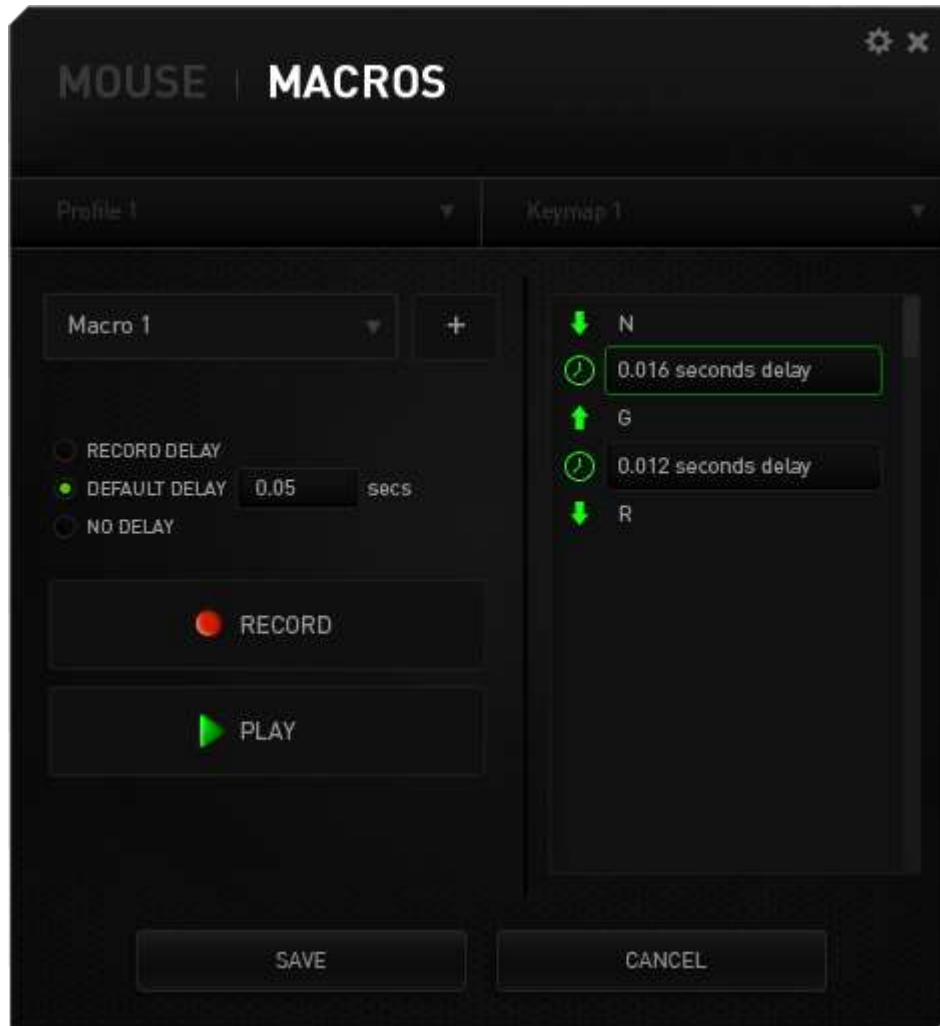 MOUSE | MACROS
Profile 1
Keymap 1
Macro 1
+
RECORD DELAY
DEFAULT DELAY 0.05 secs
NO DELAY
RECORD
PLAY
N
0.016 seconds delay
G
0.012 seconds delay
R
SAVE
CANCEL